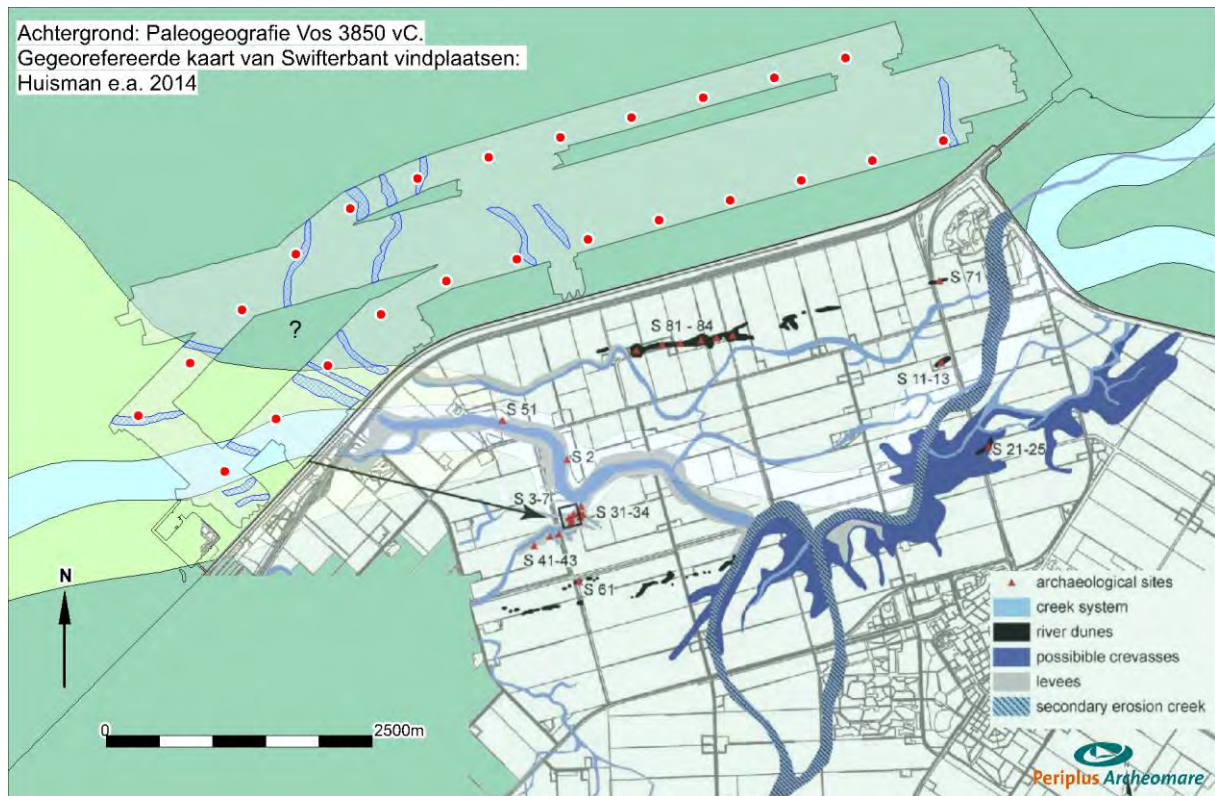 Achtergrond: Paleogeografie Vos 3850 vC.
Gegeorefereerde kaart van Swifterbant vindplaatsen:
Huisman e.a. 2014
?
S 71
S 81 - 84
S 11-13
S 51
S 2
S 21-25
S 3-7
S 31-34
S 41-43
S 61
N
0
2500m
archaeological sites
creek system
river dunes
possibible crevasses
levees
secondary erosion creek
Periplus Archeomare